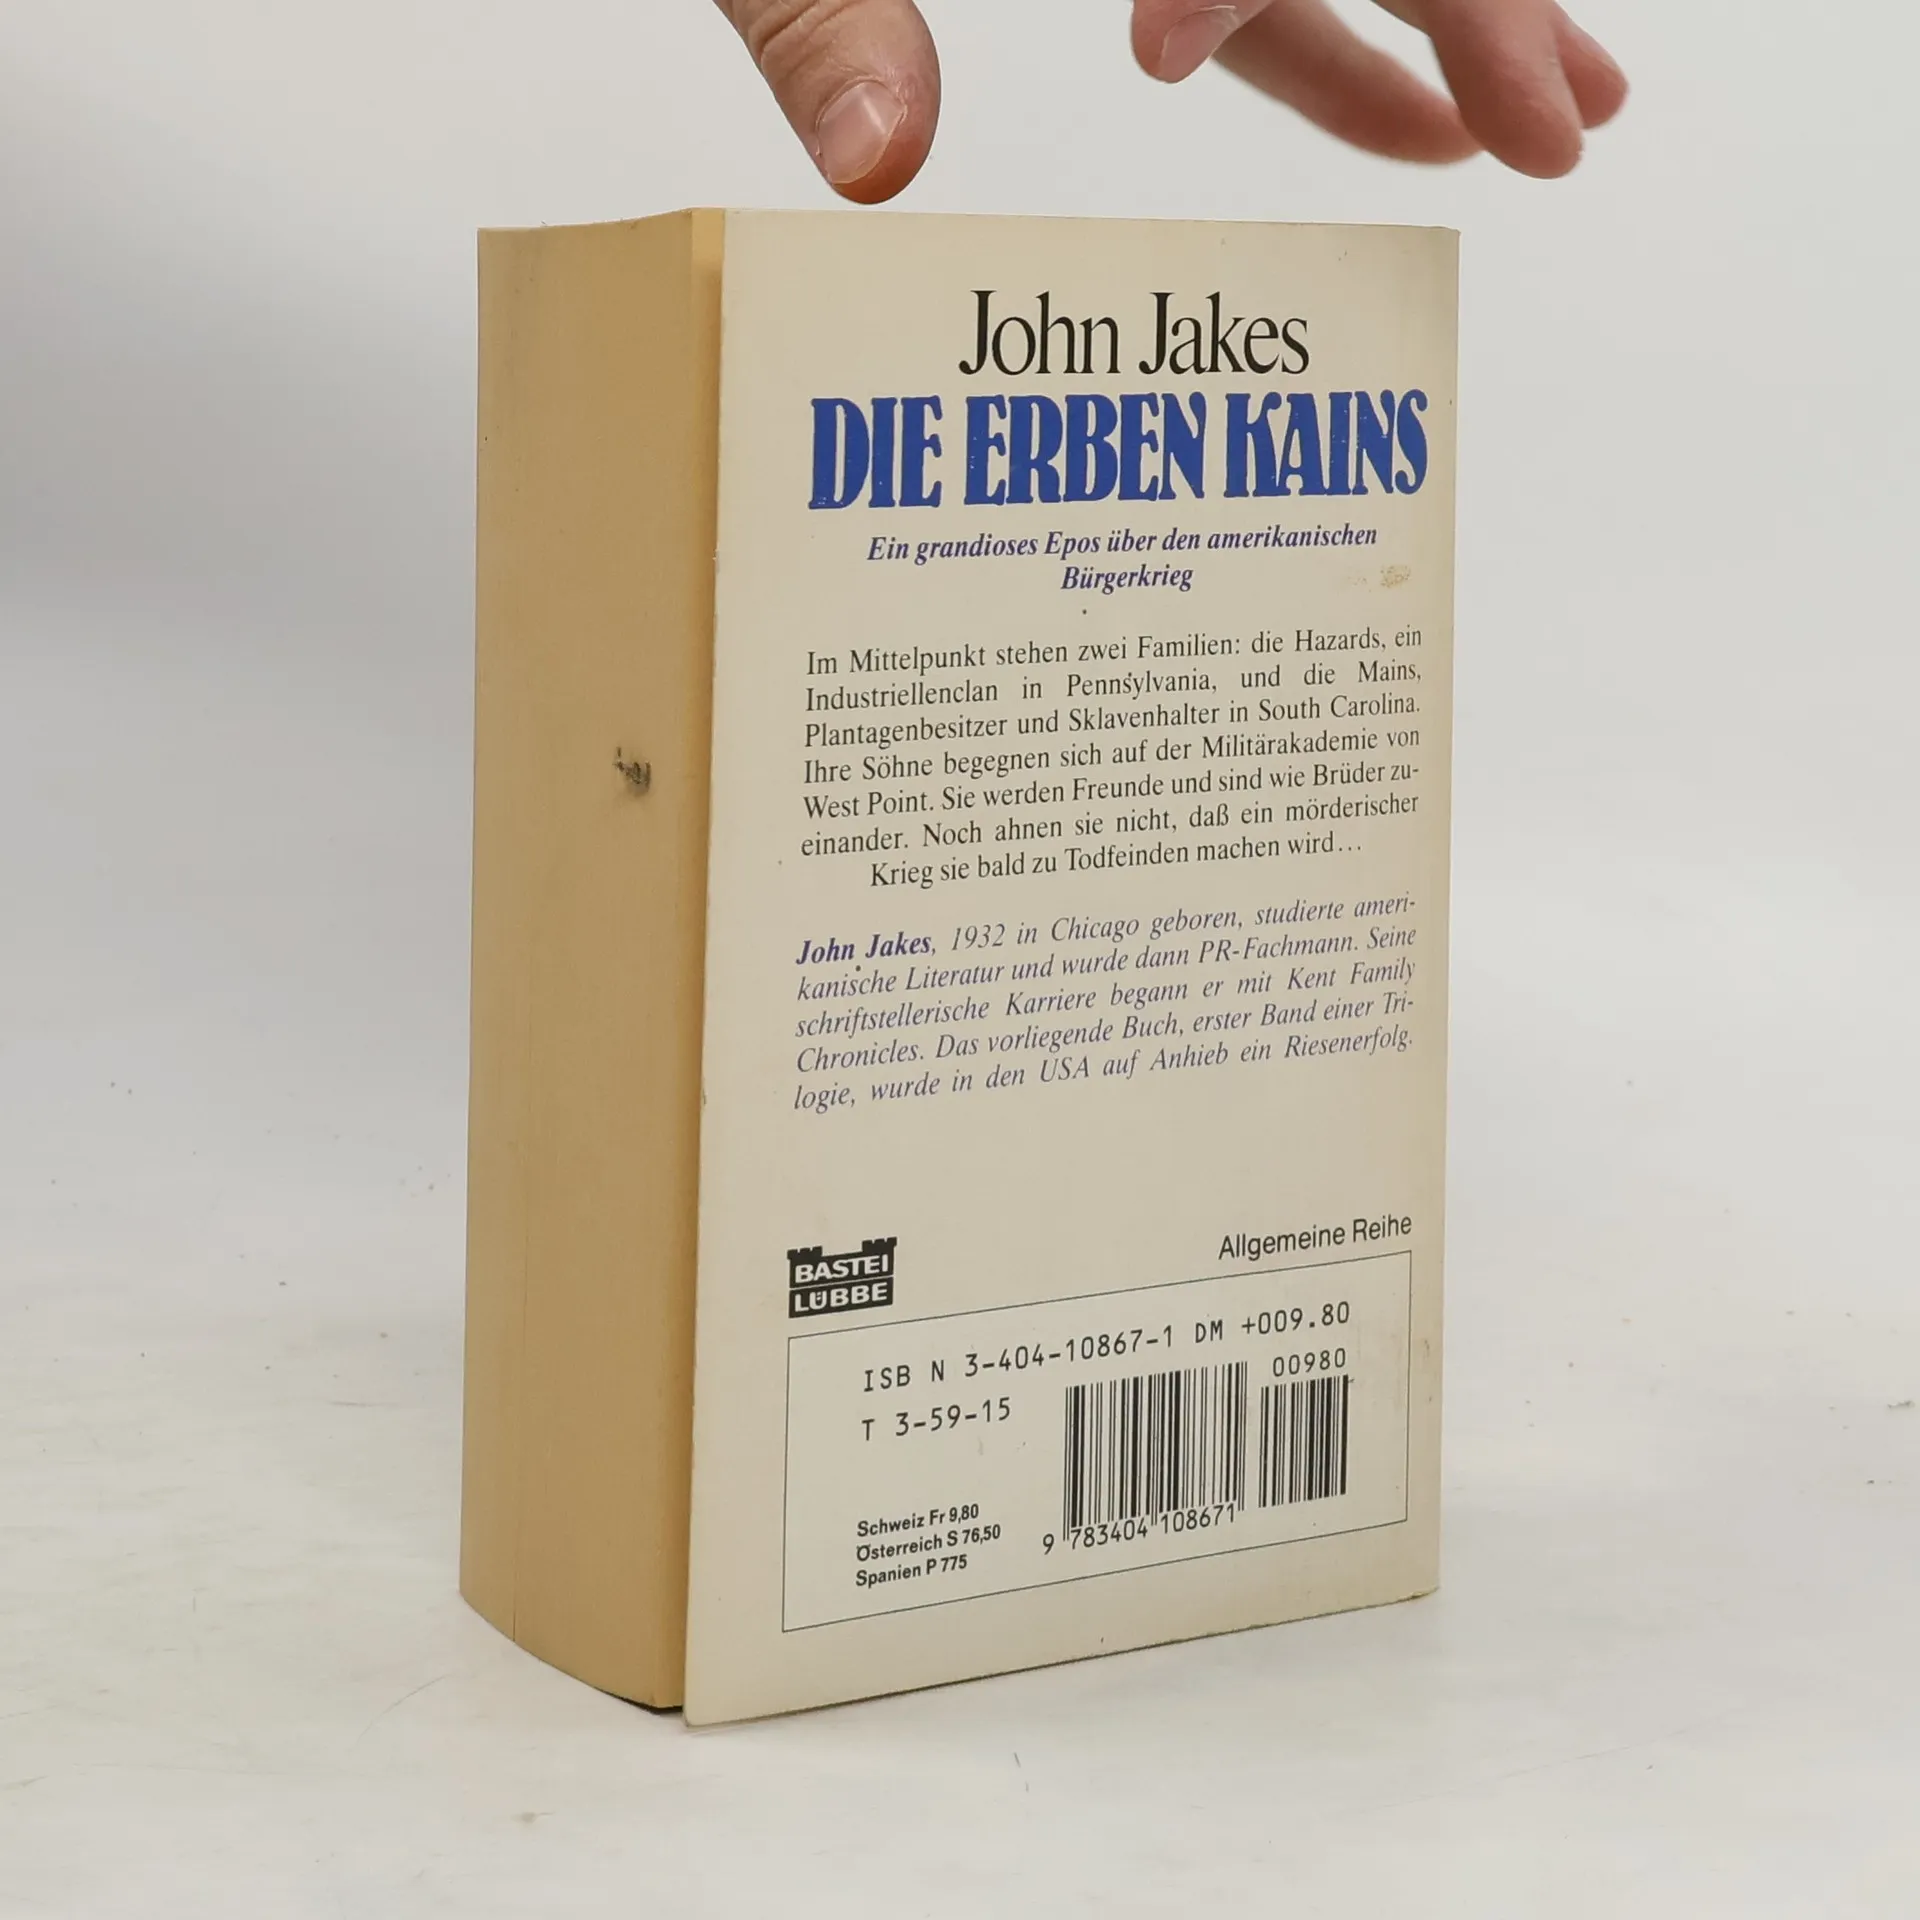 John Jakes
DIE ERBEN KAINS
Ein grandioses Epos über den amerikanischen
Bürgerkrieg
Im Mittelpunkt stehen zwei Familien: die Hazards, ein
Industriellenclan in Pennsylvania, und die Mains,
Plantagenbesitzer und Sklavenhalter in South Carolina.
Ihre Söhne begegnen sich auf der Militärakademie von
West Point. Sie werden Freunde und sind wie Brüder zu-
einander. Noch ahnen sie nicht, daß ein mörderischer
Krieg sie bald zu Todfeinden machen wird...
John Jakes, 1932 in Chicago geboren, studierte ameri-
kanische Literatur und wurde dann PR-Fachmann. Seine
schriftstellerische Karriere begann er mit Kent Family
Chronicles. Das vorliegende Buch, erster Band einer Tri-
logie, wurde in den USA auf Anhieb ein Riesenerfolg.
BASTEI
LÜBBE
Allgemeine Reihe
ISB N 3-404-10867-1 DM +009.80
00980
T 3-59-15
Schweiz Fr 9,80
Österreich S 76,50
Spanien P 775
9 783404 108671